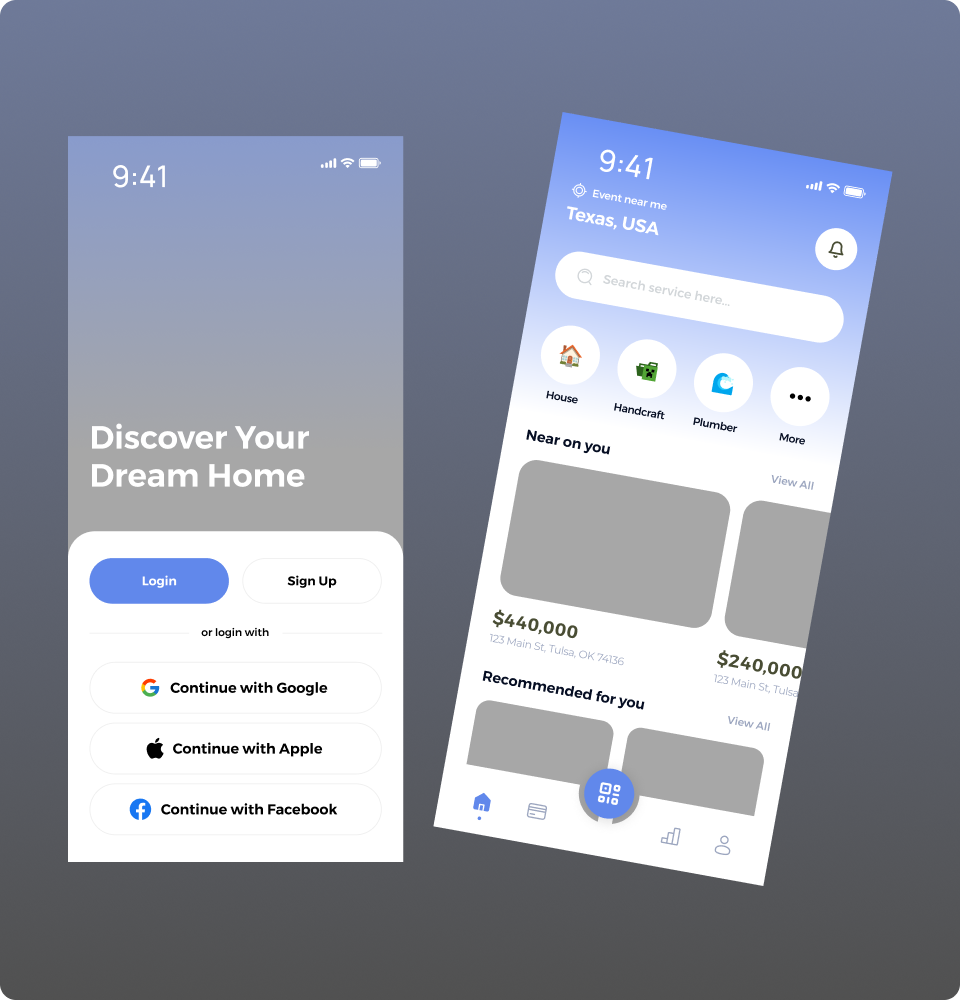 9:41
Discover Your
Dream Home
Login
Sign Up
or login with
Continue with Google
Continue with Apple
Continue with Facebook
9:41
Event near me
Texas, USA
Search service here...
House
Handcraft
Plumber
More
Near on you
View All
$440,000
123 Main St, Tulsa, OK 74136
$240,000
123 Main St, Tulsa
Recommended for you
View All